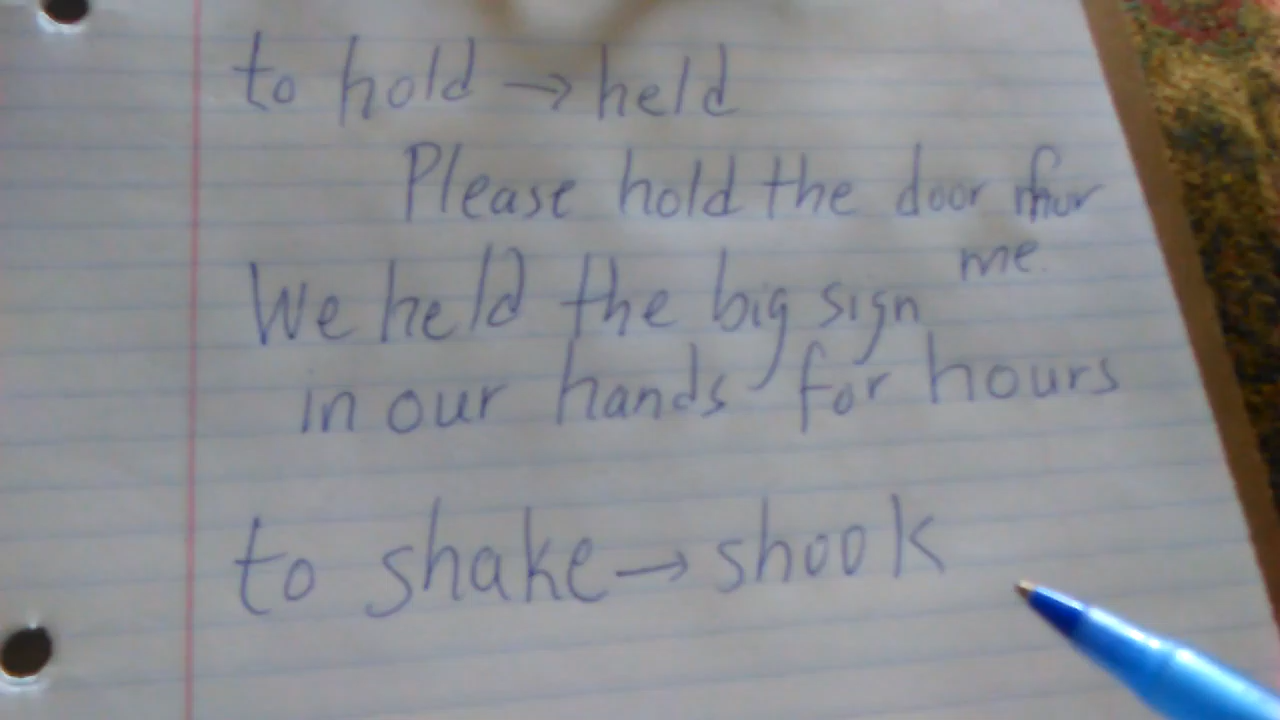 to hold → held
Please hold the door for
me.
We held the big sign
in our hands for hours
to shake → shook